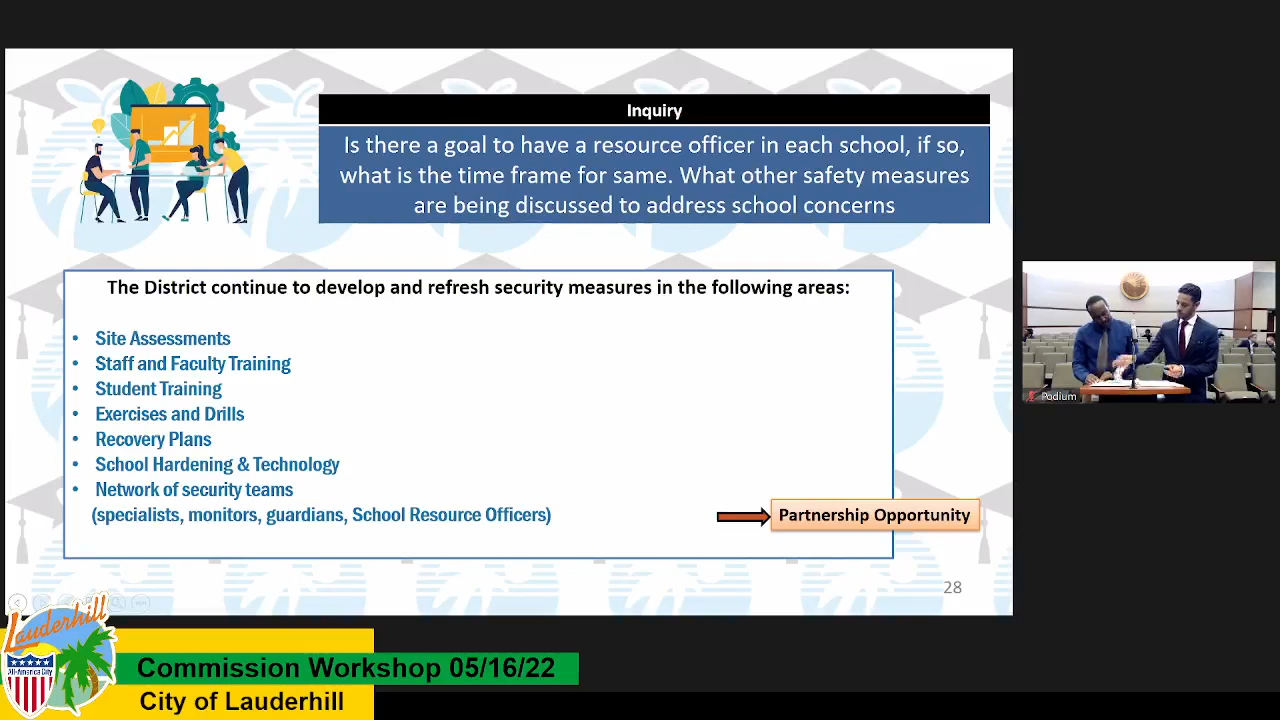 Inquiry
Is there a goal to have a resource officer in each school, if so,
what is the time frame for same. What other safety measures
are being discussed to address school concerns
The District continue to develop and refresh security measures in the following areas:
• Site Assessments
• Staff and Faculty Training
• Student Training
• Exercises and Drills
• Recovery Plans
• School Hardening & Technology
• Network of security teams
(specialists, monitors, guardians, School Resource Officers)
Partnership Opportunity
28
Podium
Lauderhill
All-America City
Commission Workshop 05/16/22
City of Lauderhill